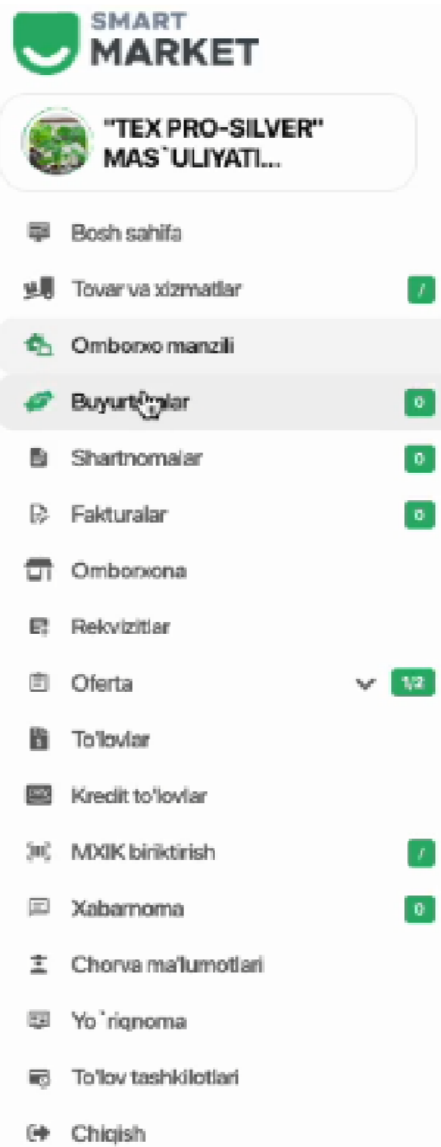 SMART
MARKET
"TEX PRO-SILVER"
MAS`ULIYATI...
Bosh sahifa
Tovar va xizmatlar /
Omborxo manzili
0
Shartnomalar 0
Fakturalar 0
Omborxona
Rekvizitlar
Oferta 1/2
To'lovlar
Kredit to'lovlar
MXIK biriktirish /
Xabarnoma 0
Chorva ma'lumotlari
Yo`riqnoma
To'lov tashkilotlari
Chiqish